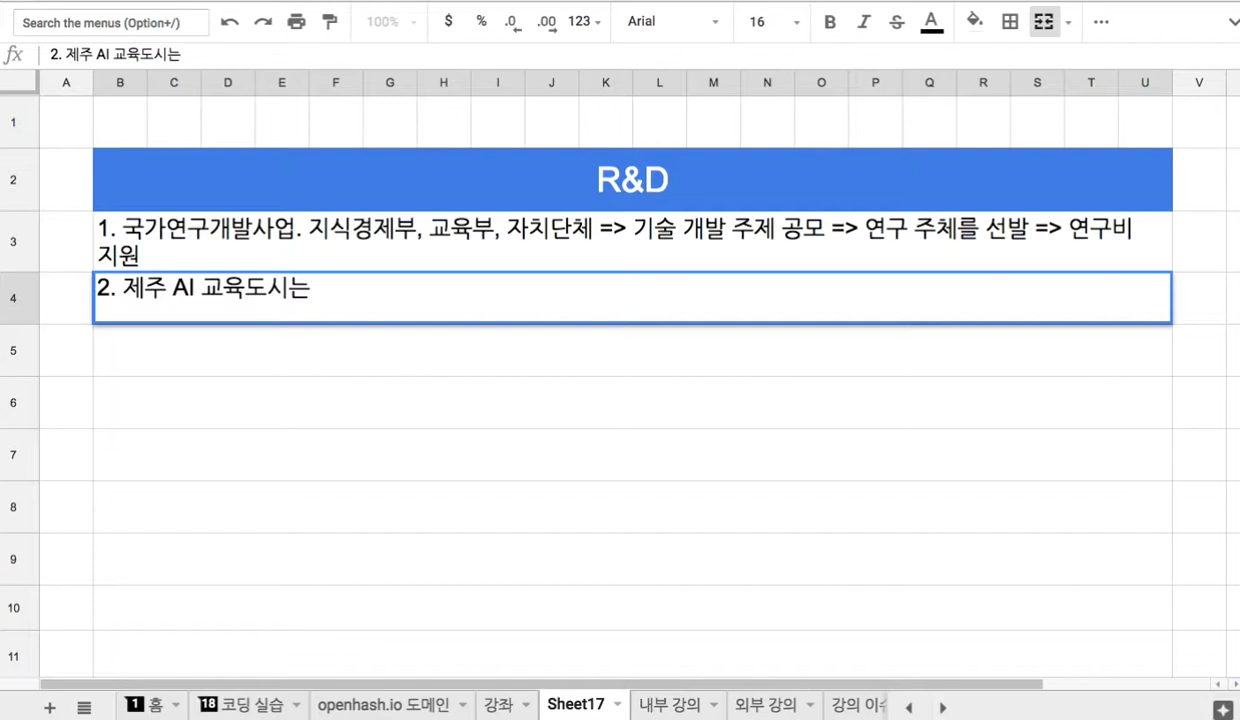 Search the menus (Option+/) 100% $ % .0 .00 123 Arial 16 B I S A
fx 2. 제주 AI 교육도시는
A B C D E F G H I J K L M N O P Q R S T U V
1
2 R&D
3 1. 국가연구개발사업. 지식경제부, 교육부, 자치단체 => 기술 개발 주제 공모 => 연구 주체를 선발 => 연구비
지원
4 2. 제주 AI 교육도시는
5
6
7
8
9
10
11
1 홈 18 코딩 실습 openhash.io 도메인 강좌 Sheet17 내부 강의 외부 강의 강의 이